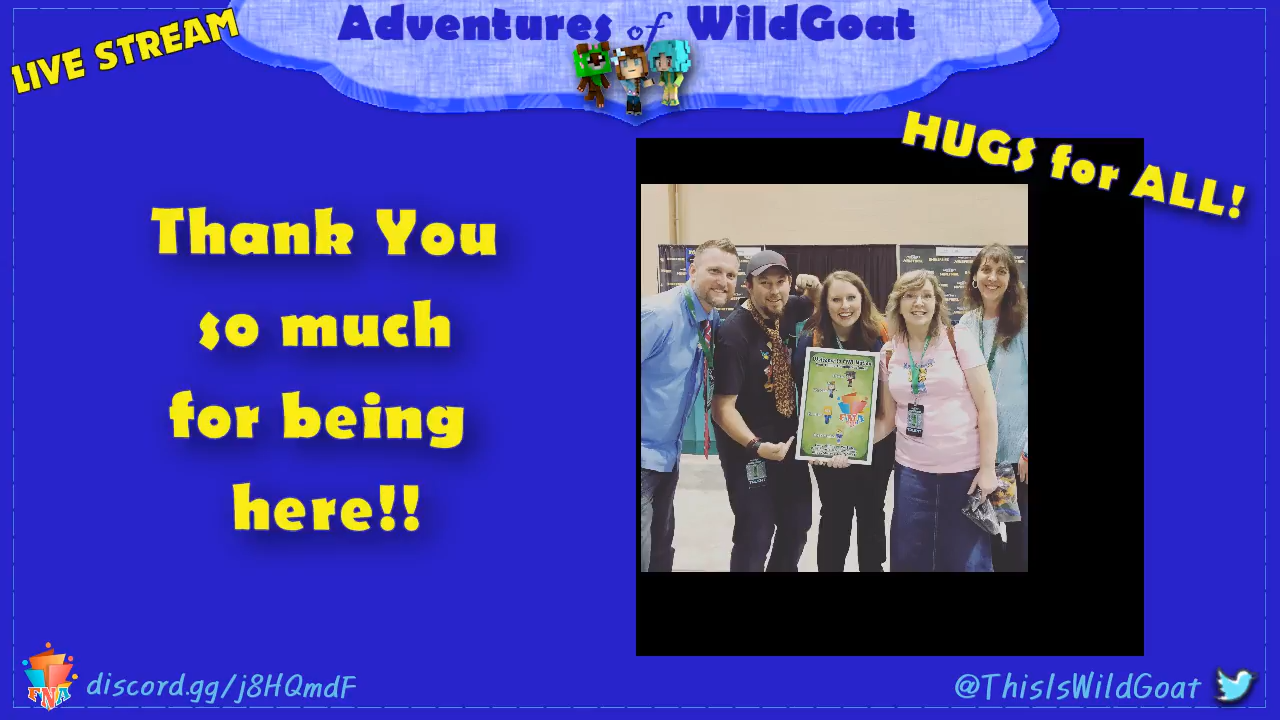 LIVE STREAM
Adventures of WildGoat
HUGS for ALL!
Thank You
so much
for being
here!!
FNA
discord.gg/j8HQmdF
@ThisIsWildGoat